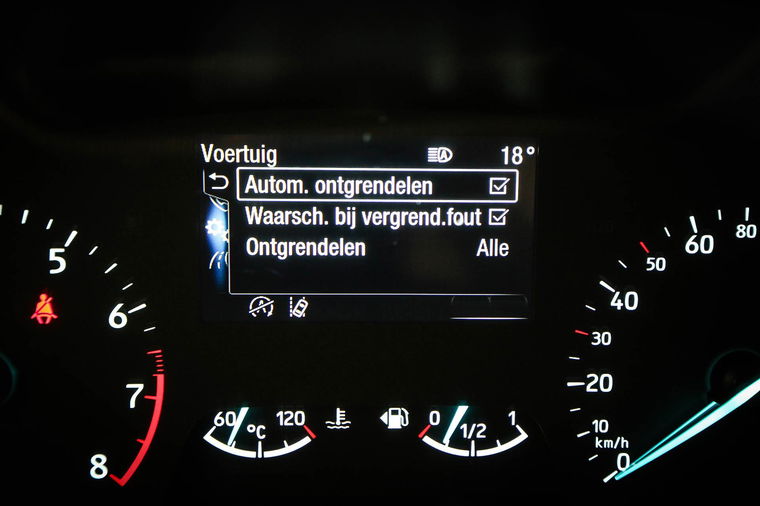 Voertuig 18°
Autom. ontgrendelen
Waarsch. bij vergrend.fout
Ontgrendelen Alle
A
5
6
7
8
60 °C 120
0 1/2 1
0
10
20
30
40
50
60
80
km/h